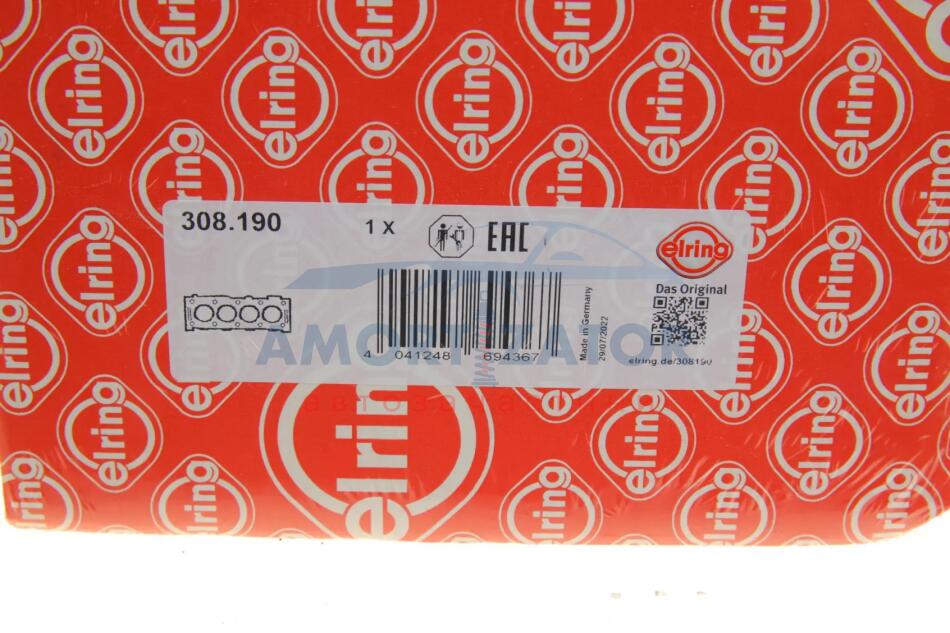 308.190
1 X
EAC
elring
Das Original
Made in Germany
29/07/2022
4 041248 694367
elring.de/308190
AMORTIZATOR
elring